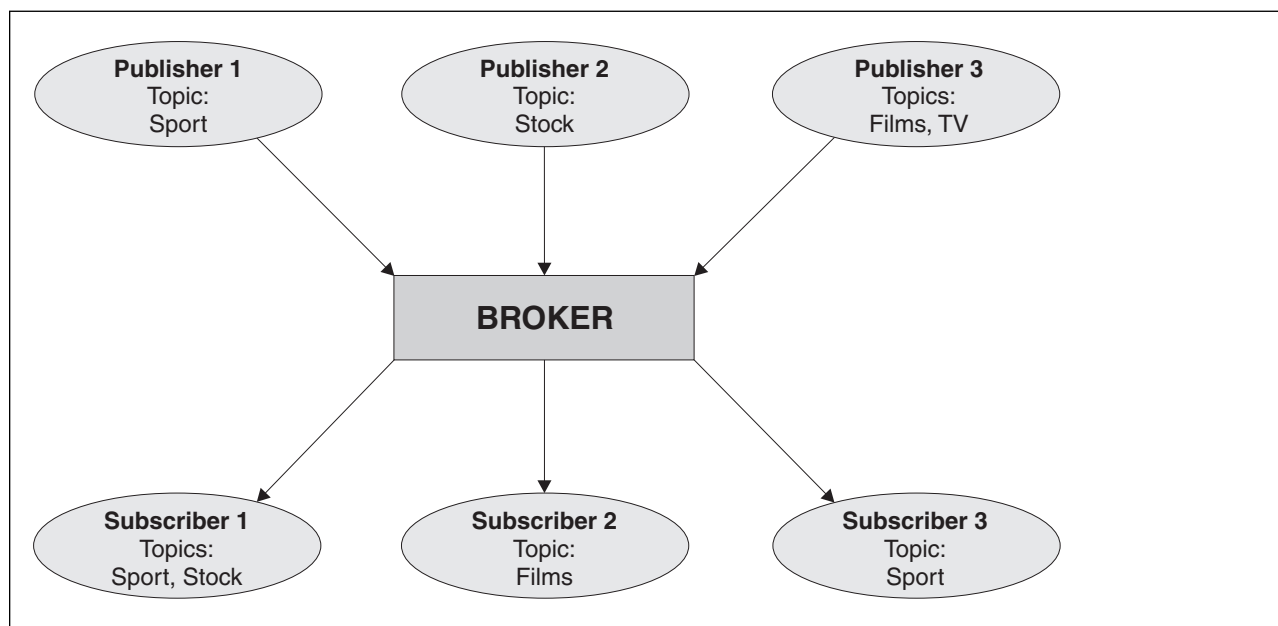 Publisher 1
Topic:
Sport
Publisher 2
Topic:
Stock
Publisher 3
Topics:
Films, TV
BROKER
Subscriber 1
Topics:
Sport, Stock
Subscriber 2
Topic:
Films
Subscriber 3
Topic:
Sport